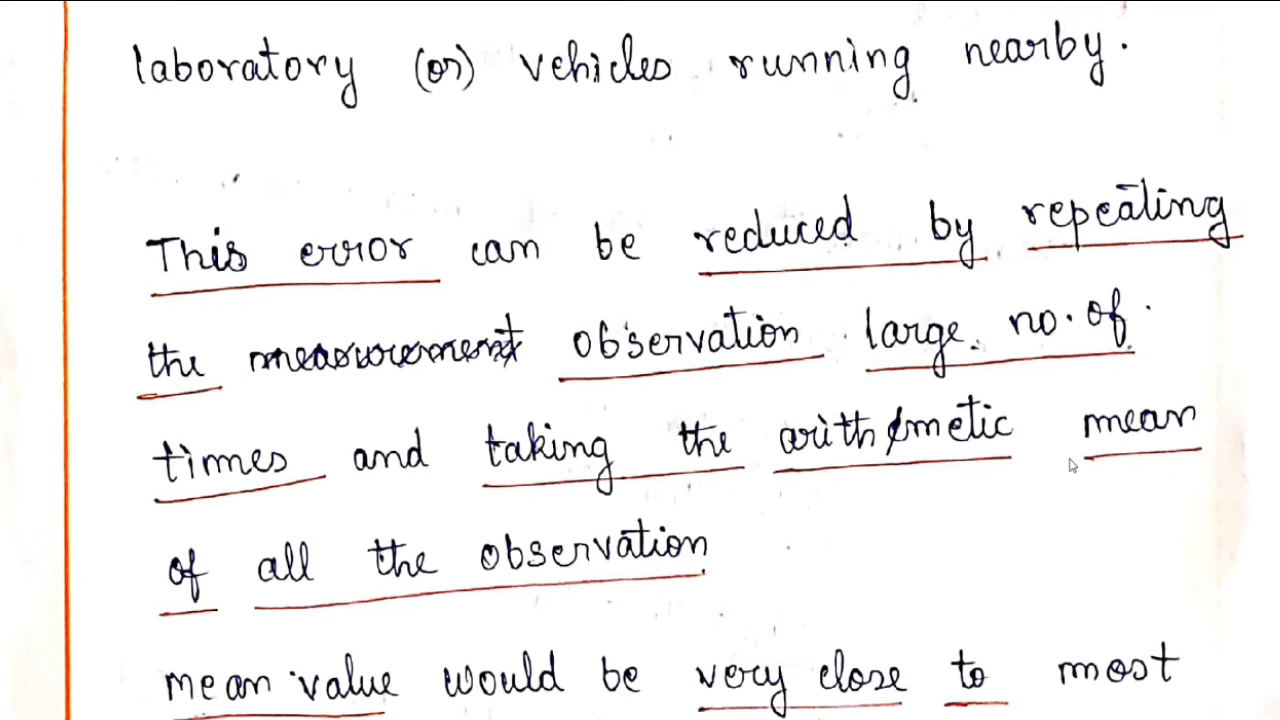 laboratory (or) vehicles running nearby.
This error can be reduced by repeating
the measurement observation large no. of
times and taking the arithmetic mean
of all the observation
mean value would be very close to most